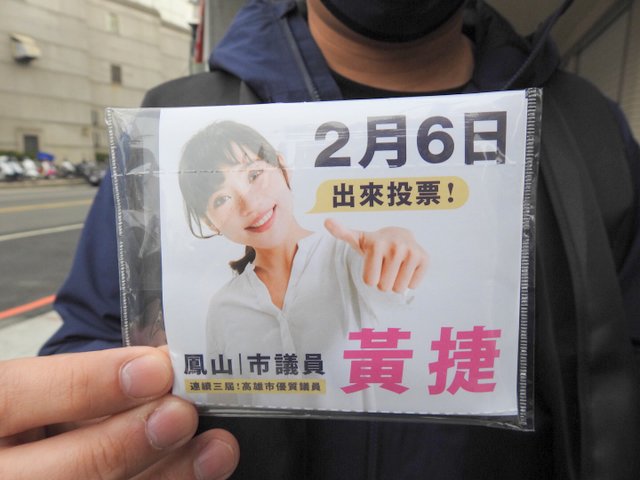 2月6日
出來投票!
鳳山|市議員
連續三屆!高雄市優質議員
黃捷